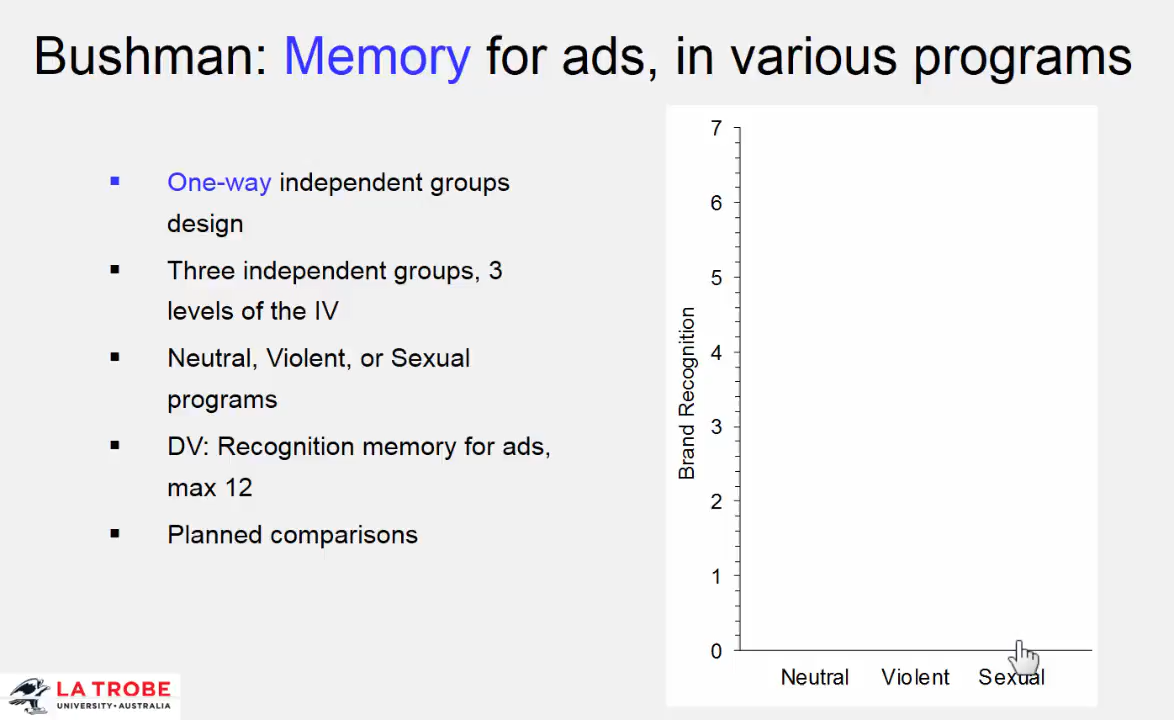 Bushman: Memory for ads, in various programs
One-way independent groups
design
Three independent groups, 3
levels of the IV
Neutral, Violent, or Sexual
programs
DV: Recognition memory for ads,
max 12
Planned comparisons
7
6
5
4
3
2
1
0
Brand Recognition
Neutral Violent Sexual
LA TROBE
UNIVERSITY • AUSTRALIA